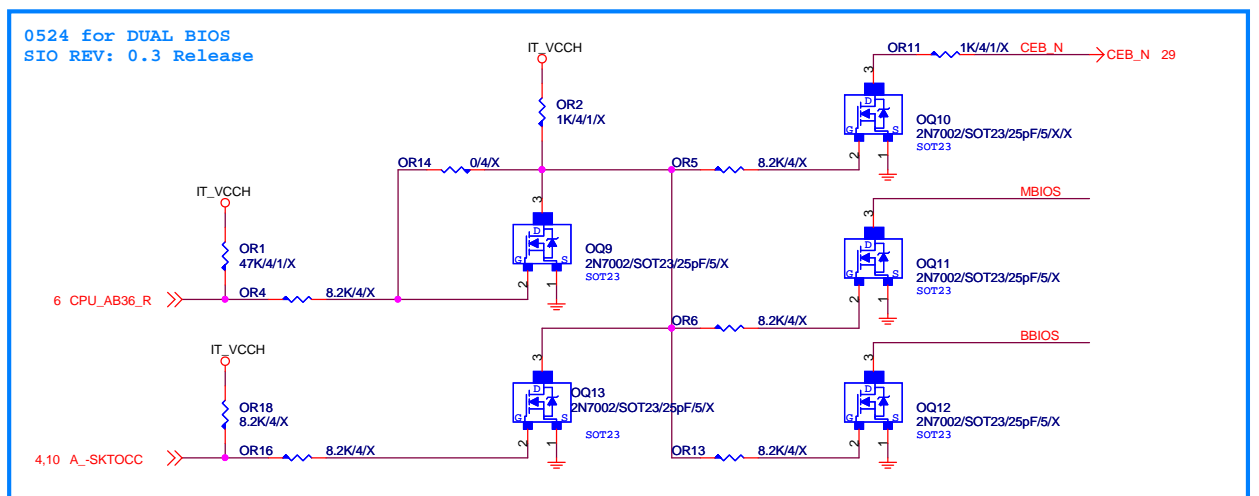 0524 for DUAL BIOS
SIO REV: 0.3 Release
IT_VCCH
OR2
1K/4/1/X
OR11 1K/4/1/X CEB_N
CEB_N 29
3
D
G
S
2
1
OQ10
2N7002/SOT23/25pF/5/X/X
SOT23
OR14 0/4/X
OR5 8.2K/4/X
IT_VCCH
OR1
47K/4/1/X
3
D
G
S
2
1
OQ9
2N7002/SOT23/25pF/5/X
SOT23
MBIOS
3
D
G
S
2
1
OQ11
2N7002/SOT23/25pF/5/X
SOT23
6 CPU_AB36_R
OR4 8.2K/4/X
OR6 8.2K/4/X
IT_VCCH
OR18
8.2K/4/X
3
D
G
S
2
1
OQ13
2N7002/SOT23/25pF/5/X
SOT23
BBIOS
3
D
G
S
2
1
OQ12
2N7002/SOT23/25pF/5/X
SOT23
4,10 A_-SKTOCC
OR16 8.2K/4/X
OR13 8.2K/4/X